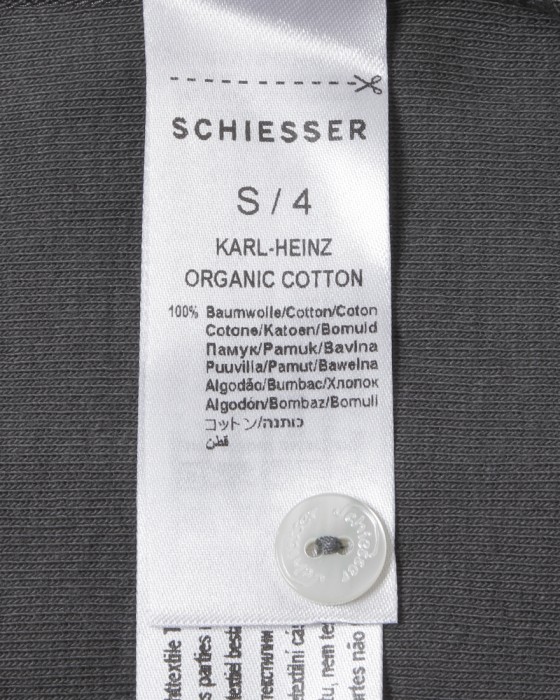 SCHIESSER
S / 4
KARL-HEINZ
ORGANIC COTTON
100% Baumwolle/Cotton/Coton
Cotone/Katoen/Bomuld
Памук/Pamuk/Bavlna
Puuvilla/Pamut/Bawełna
Algodão/Bumbac/Хлопок
Algodón/Bombaz/Bomull
コットン/כותנה
قطن